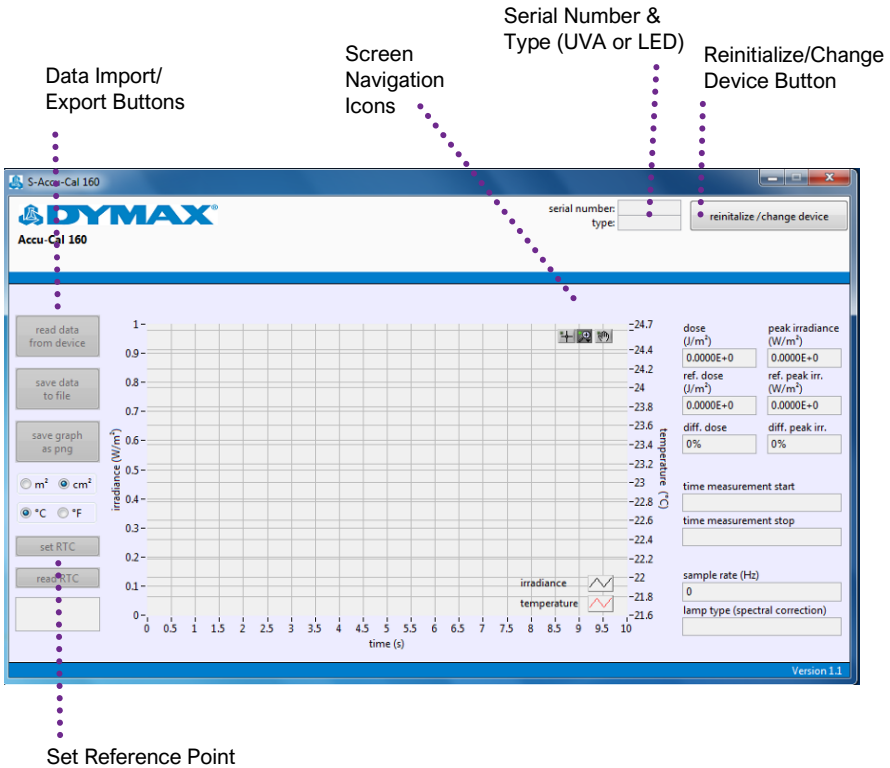 Serial Number &
Type (UVA or LED)
Reinitialize/Change
Device Button
Screen
Navigation
Icons
Data Import/
Export Buttons
S-Accu-Cal 160
DYMAX®
Accu-Cal 160
serial number:
type:
reinitalize /change device
read data
from device
save data
to file
save graph
as png
m² cm²
°C °F
set RTC
read RTC
irradiance (W/m²)
1
0.9
0.8
0.7
0.6
0.5
0.4
0.3
0.2
0.1
0
0 0.5 1 1.5 2 2.5 3 3.5 4 4.5 5 5.5 6 6.5 7 7.5 8 8.5 9 9.5 10
time (s)
irradiance
temperature
24.7
24.4
24.2
24
23.8
23.6
23.4
23.2
23
22.8
22.6
22.4
22.2
22
21.8
21.6
temperature (°C)
dose
(J/m²)
peak irradiance
(W/m²)
0.0000E+0 0.0000E+0
ref. dose
(J/m²)
ref. peak irr.
(W/m²)
0.0000E+0 0.0000E+0
diff. dose diff. peak irr.
0% 0%
time measurement start
time measurement stop
sample rate (Hz)
0
lamp type (spectral correction)
Version 1.1
Set Reference Point